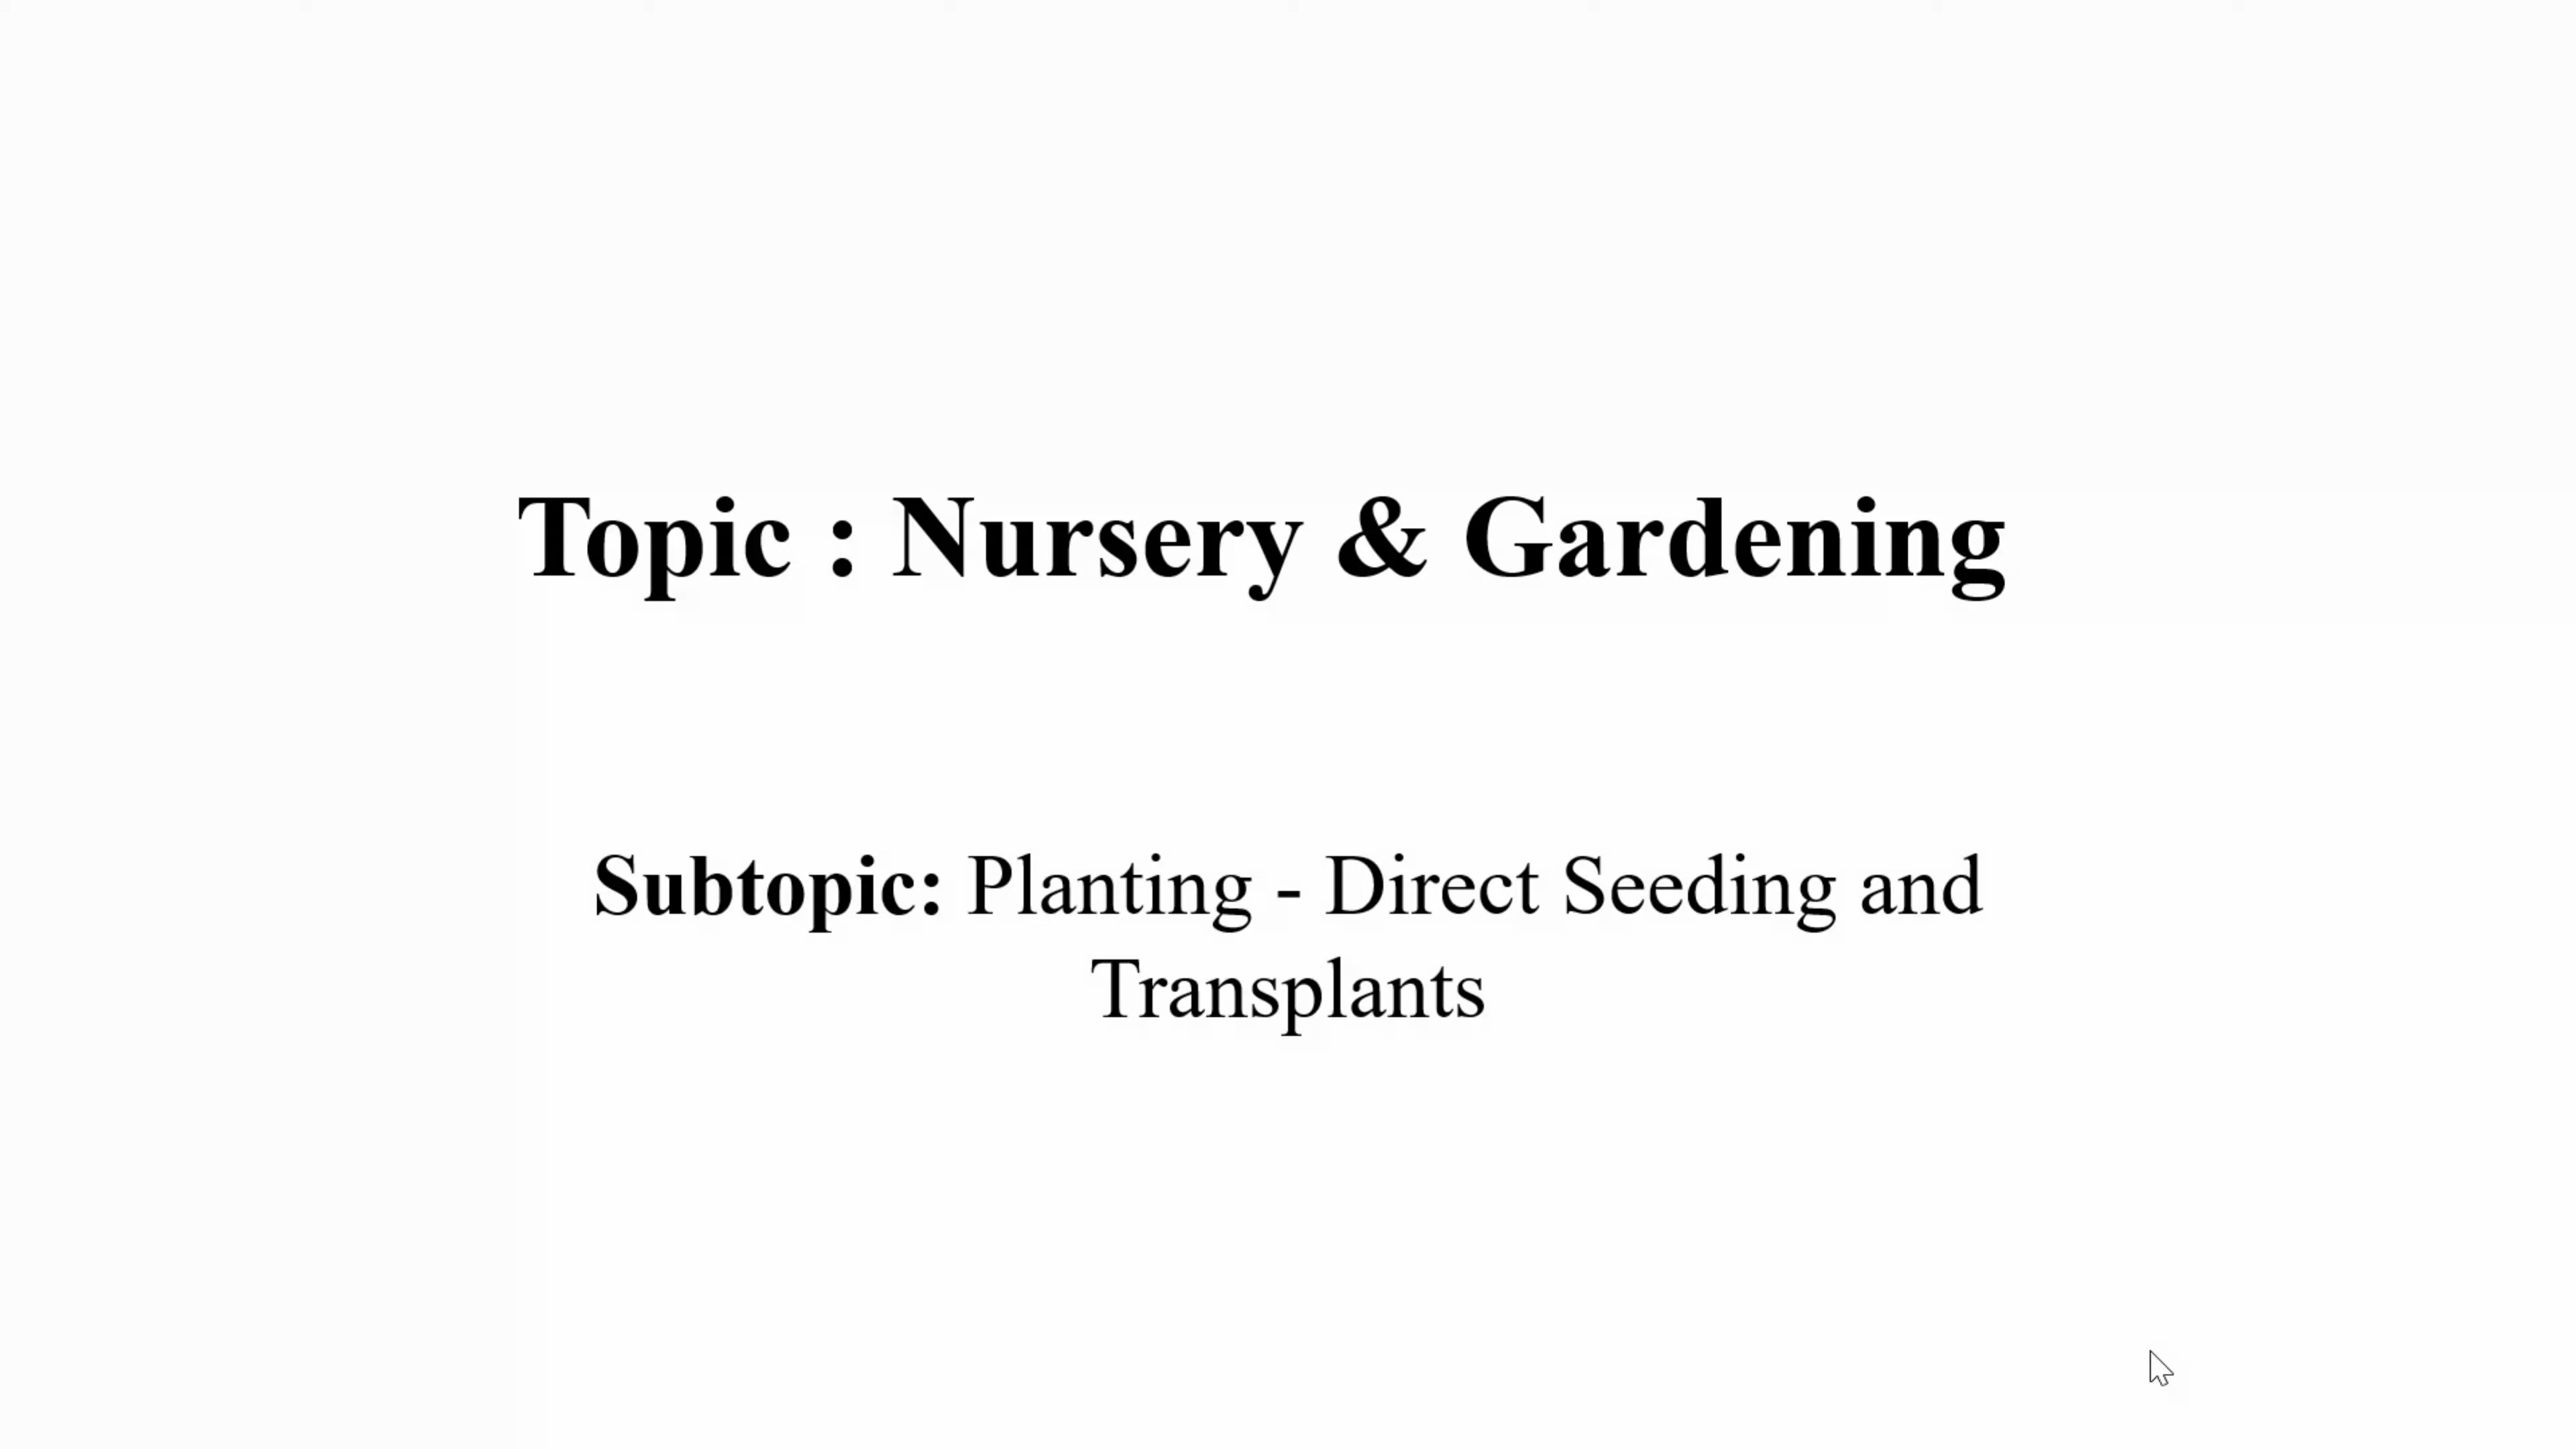 Topic : Nursery & Gardening
Subtopic: Planting - Direct Seeding and
Transplants